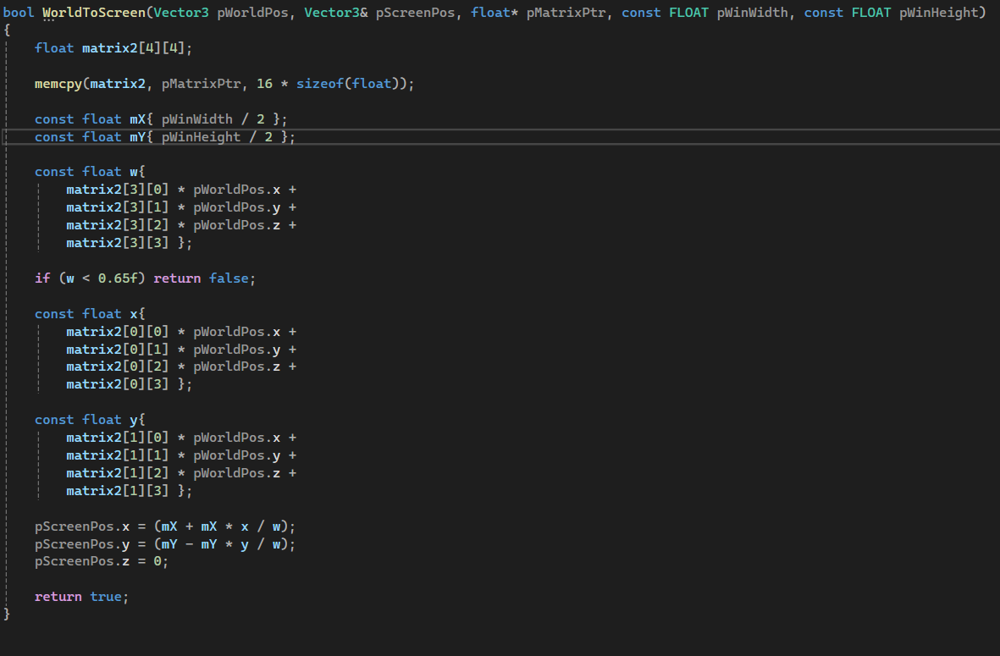 bool WorldToScreen(Vector3 pWorldPos, Vector3& pScreenPos, float* pMatrixPtr, const FLOAT pWinWidth, const FLOAT pWinHeight)
{
    float matrix2[4][4];

    memcpy(matrix2, pMatrixPtr, 16 * sizeof(float));

    const float mX{ pWinWidth / 2 };
    const float mY{ pWinHeight / 2 };

    const float w{
        matrix2[3][0] * pWorldPos.x +
        matrix2[3][1] * pWorldPos.y +
        matrix2[3][2] * pWorldPos.z +
        matrix2[3][3] };

    if (w < 0.65f) return false;

    const float x{
        matrix2[0][0] * pWorldPos.x +
        matrix2[0][1] * pWorldPos.y +
        matrix2[0][2] * pWorldPos.z +
        matrix2[0][3] };

    const float y{
        matrix2[1][0] * pWorldPos.x +
        matrix2[1][1] * pWorldPos.y +
        matrix2[1][2] * pWorldPos.z +
        matrix2[1][3] };

    pScreenPos.x = (mX + mX * x / w);
    pScreenPos.y = (mY - mY * y / w);
    pScreenPos.z = 0;

    return true;
}